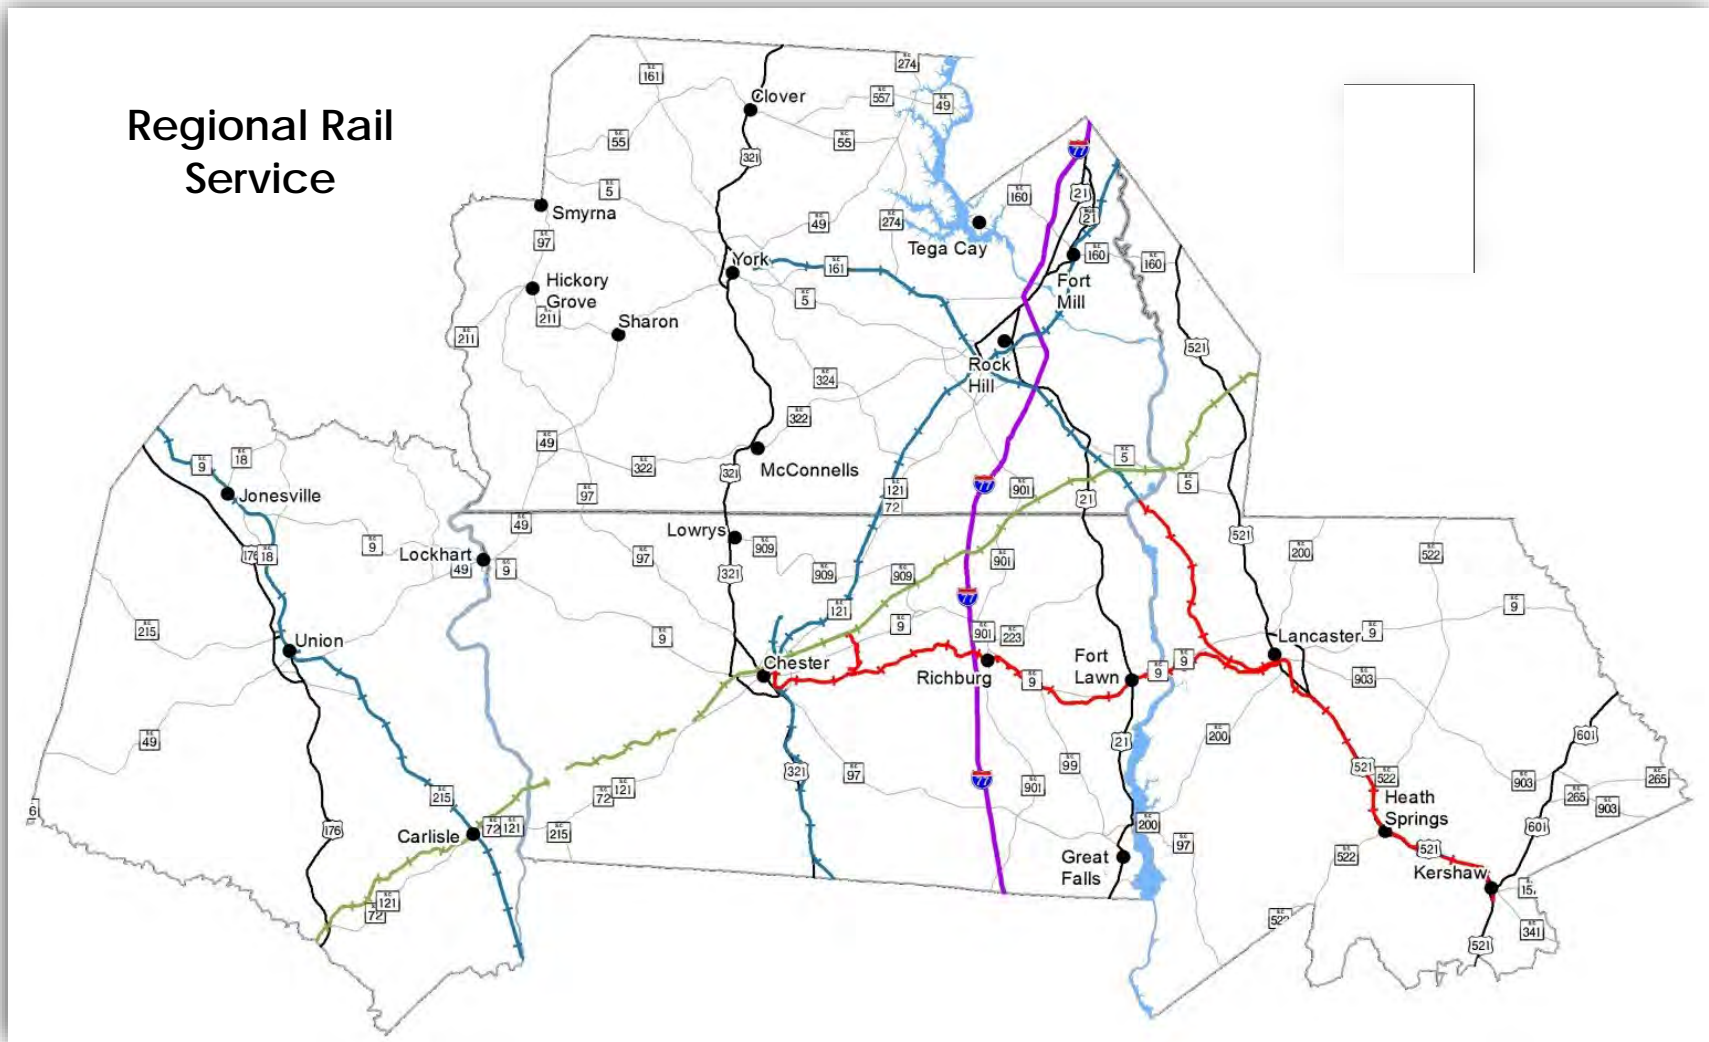 Regional Rail
Service
S.C. 274
S.C. 161
Clover
S.C. 557
S.C. 49
S.C. 55
S.C. 55
321
77
S.C. 5
S.C. 160
21
Smyrna
S.C. 49
S.C. 274
21
S.C. 97
Tega Cay
S.C. 160
S.C. 160
York
S.C. 161
Hickory
Grove
Fort
Mill
S.C. 5
S.C. 211
Sharon
S.C. 211
521
Rock
Hill
S.C. 324
S.C. 322
S.C. 49
S.C. 5
S.C. 9
S.C. 18
S.C. 322
McConnells
321
77
S.C. 5
Jonesville
S.C. 97
S.C. 121
72
S.C. 901
21
S.C. 49
Lowrys
521
S.C. 9
S.C. 909
S.C. 200
S.C. 522
176
18
Lockhart
49
S.C. 9
S.C. 97
321
S.C. 909
S.C. 909
S.C. 901
77
S.C. 121
S.C. 9
S.C. 215
S.C. 9
S.C. 9
S.C. 901
S.C. 223
Lancaster
S.C. 9
Union
Chester
Richburg
Fort
Lawn
S.C. 9
S.C. 9
S.C. 9
S.C. 903
S.C. 49
S.C. 200
601
21
321
S.C. 97
S.C. 99
77
S.C. 901
521
S.C. 522
S.C. 903
S.C. 265
S.C. 215
S.C. 72
S.C. 121
S.C. 265
S.C. 903
Heath
Springs
176
Carlisle
S.C. 72
S.C. 121
S.C. 215
S.C. 200
601
S.C. 97
521
S.C. 522
Great
Falls
Kershaw
S.C. 121
72
S.C. 341
521